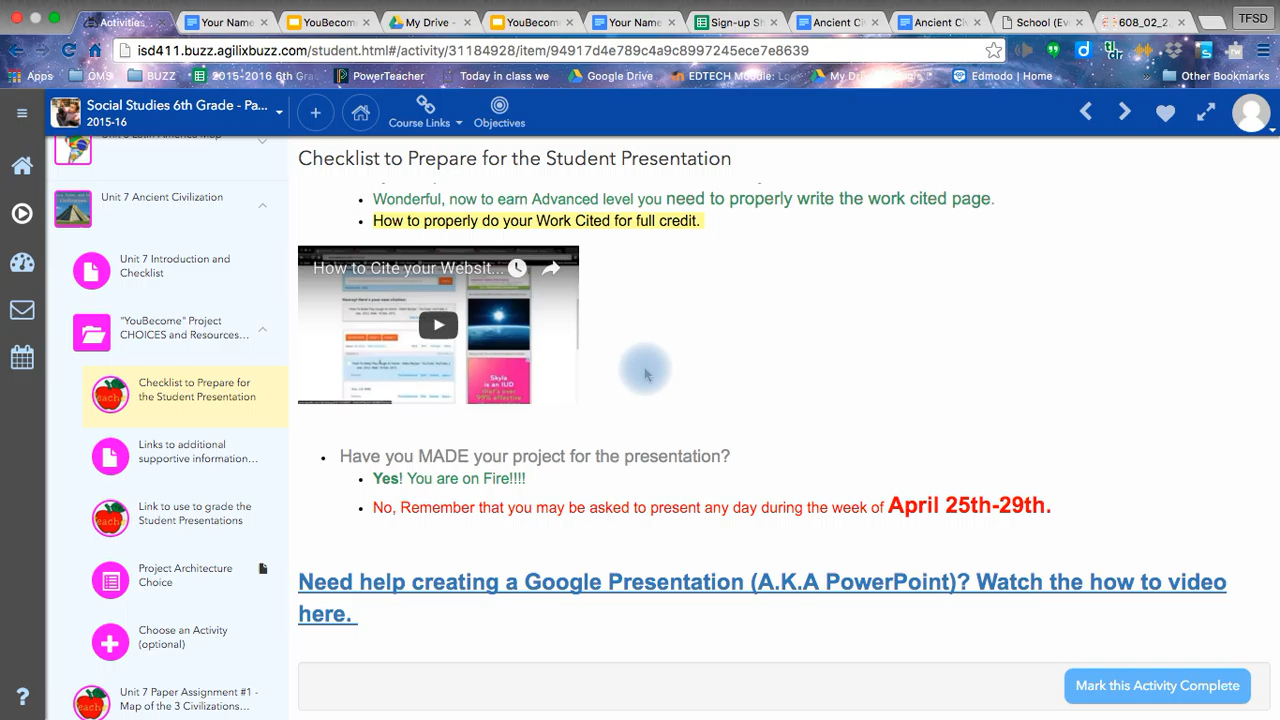 Activities
Your Name
YouBecom
My Drive -
YouBecom
Your Name
Sign-up Sh
Ancient Ci
Ancient Ci
School (Ev
608_02_2
TFSD
isd411.buzz.agilixbuzz.com/student.html#/activity/31184928/item/94917d4e789c4a9c8997245ece7e8639
Apps
OMS
BUZZ
2015-2016 6th Gra
PowerTeacher
Today in class we
Google Drive
EDTECH Moodle: Lo
My Drive
Edmodo | Home
Other Bookmarks
Social Studies 6th Grade - Pa...
2015-16
Course Links
Objectives
Unit 7 Ancient Civilization
Unit 7 Introduction and
Checklist
"YouBecome" Project
CHOICES and Resources...
Checklist to Prepare for
the Student Presentation
Links to additional
supportive information...
Link to use to grade the
Student Presentations
Project Architecture
Choice
Choose an Activity
(optional)
Unit 7 Paper Assignment #1 -
Map of the 3 Civilizations...
Checklist to Prepare for the Student Presentation
Wonderful, now to earn Advanced level you need to properly write the work cited page.
How to properly do your Work Cited for full credit.
How to Cite your Websit...
Skyla
is an IUD
that's over
99% effective
Have you MADE your project for the presentation?
Yes! You are on Fire!!!!
No, Remember that you may be asked to present any day during the week of April 25th-29th.
Need help creating a Google Presentation (A.K.A PowerPoint)? Watch the how to video
here.
Mark this Activity Complete